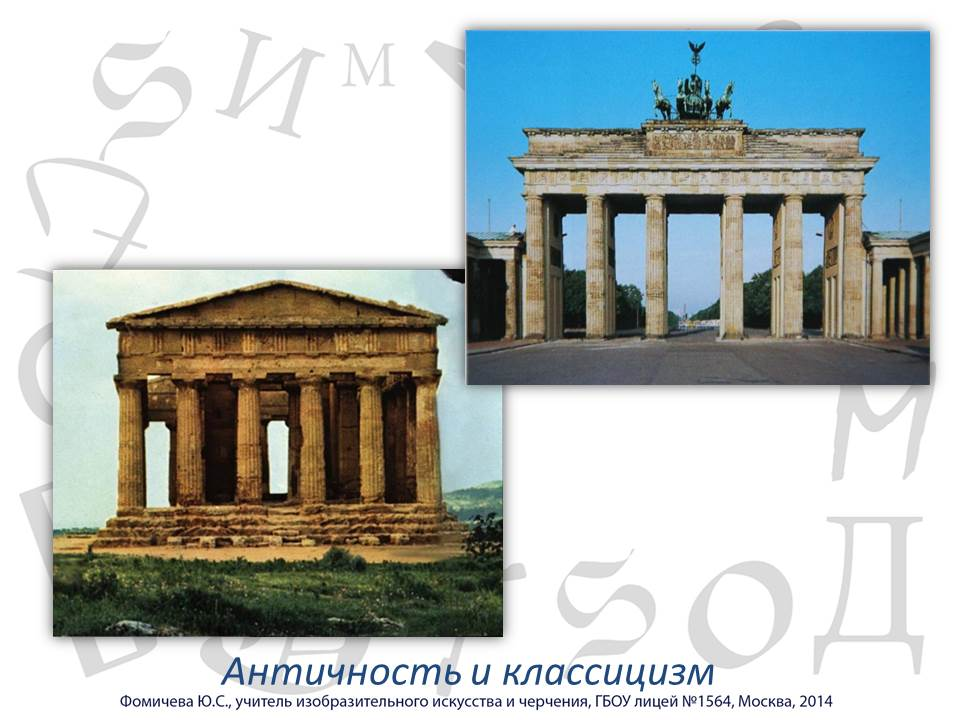 Античность и классицизм
Фомичева Ю.С., учитель изобразительного искусства и черчения, ГБОУ лицей №1564, Москва, 2014